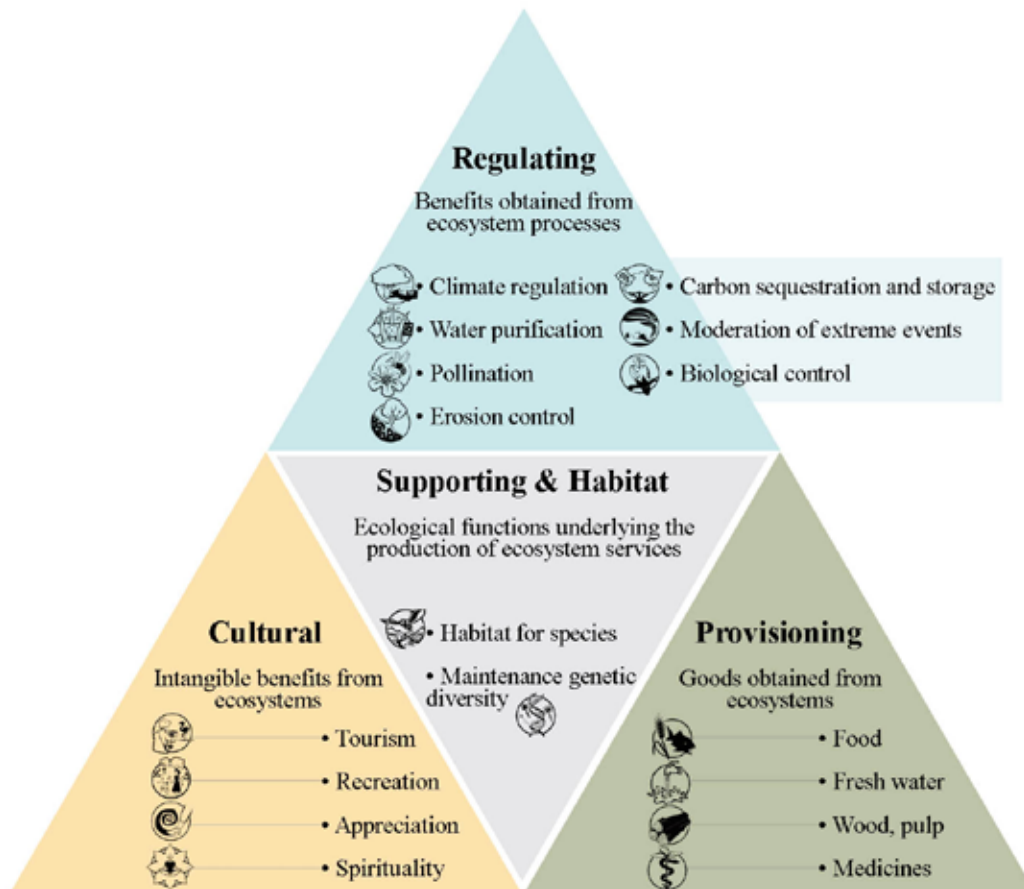 Regulating
Benefits obtained from
ecosystem processes
• Climate regulation
• Water purification
• Pollination
• Erosion control
• Carbon sequestration and storage
• Moderation of extreme events
• Biological control
Supporting & Habitat
Ecological functions underlying the
production of ecosystem services
• Habitat for species
• Maintenance genetic
diversity
Cultural
Intangible benefits from
ecosystems
• Tourism
• Recreation
• Appreciation
• Spirituality
Provisioning
Goods obtained from
ecosystems
• Food
• Fresh water
• Wood, pulp
• Medicines